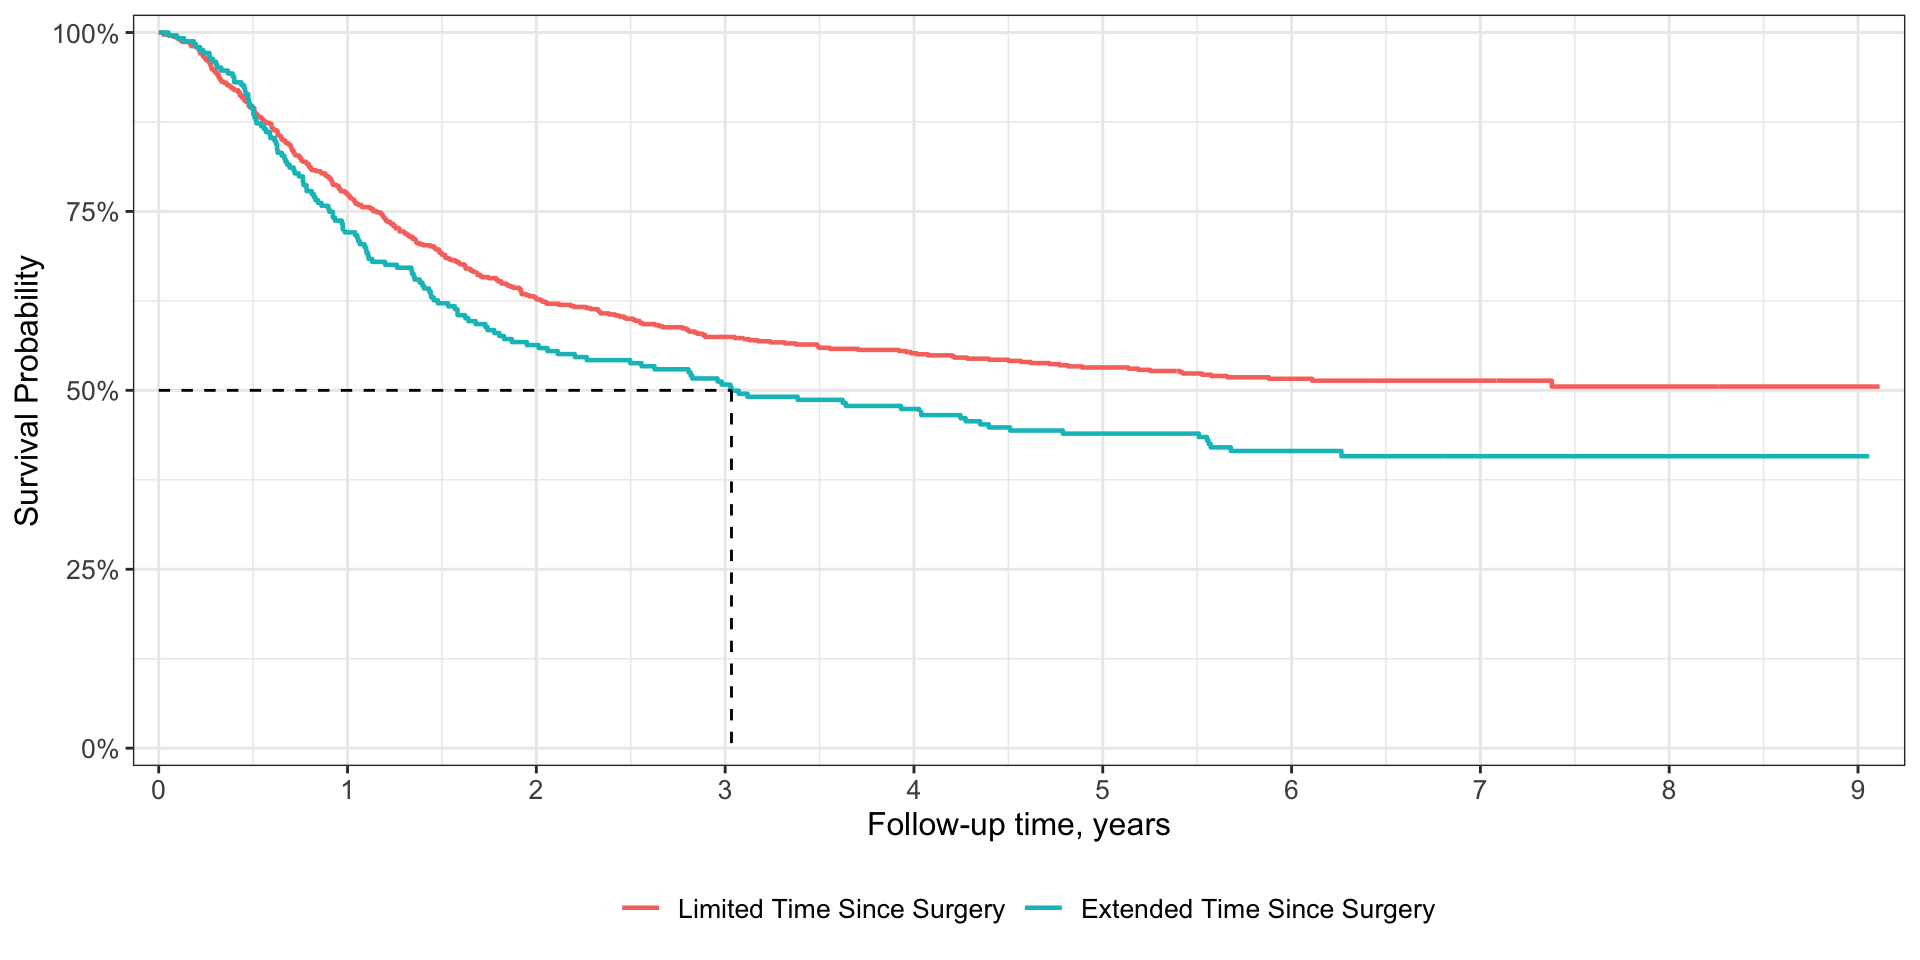 100%
75%
50%
25%
0%
Survival Probability
0 1 2 3 4 5 6 7 8 9
Follow-up time, years
Limited Time Since Surgery Extended Time Since Surgery